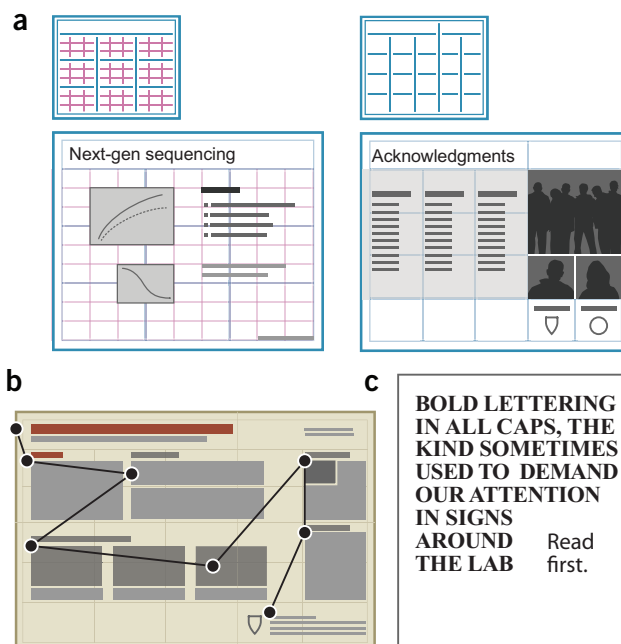 a
Next-gen sequencing
Acknowledgments
b
c
BOLD LETTERING
IN ALL CAPS, THE
KIND SOMETIMES
USED TO DEMAND
OUR ATTENTION
IN SIGNS
AROUND
THE LAB
Read
first.